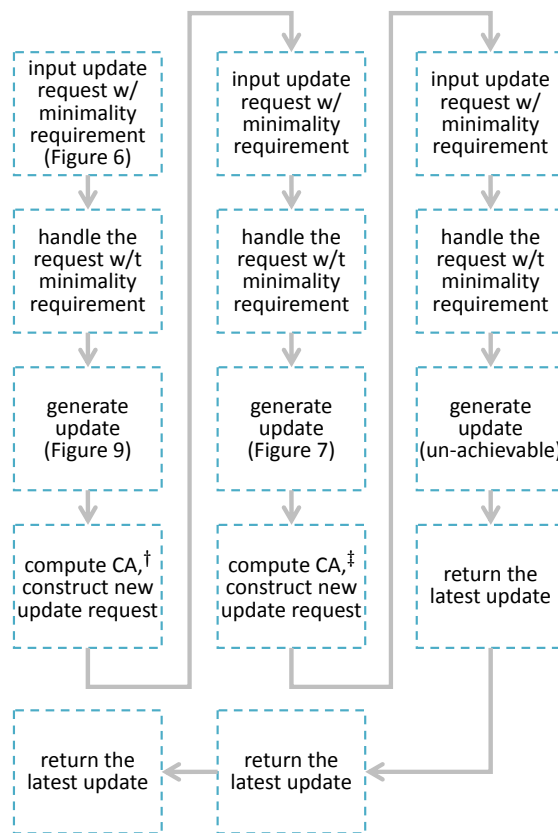 input update
request w/
minimality
requirement
(Figure 6)
handle the
request w/t
minimality
requirement
generate
update
(Figure 9)
compute CA,†
construct new
update request
input update
request w/
minimality
requirement
handle the
request w/t
minimality
requirement
generate
update
(Figure 7)
compute CA,‡
construct new
update request
input update
request w/
minimality
requirement
handle the
request w/t
minimality
requirement
generate
update
(un-achievable)
return the
latest update
return the
latest update
return the
latest update